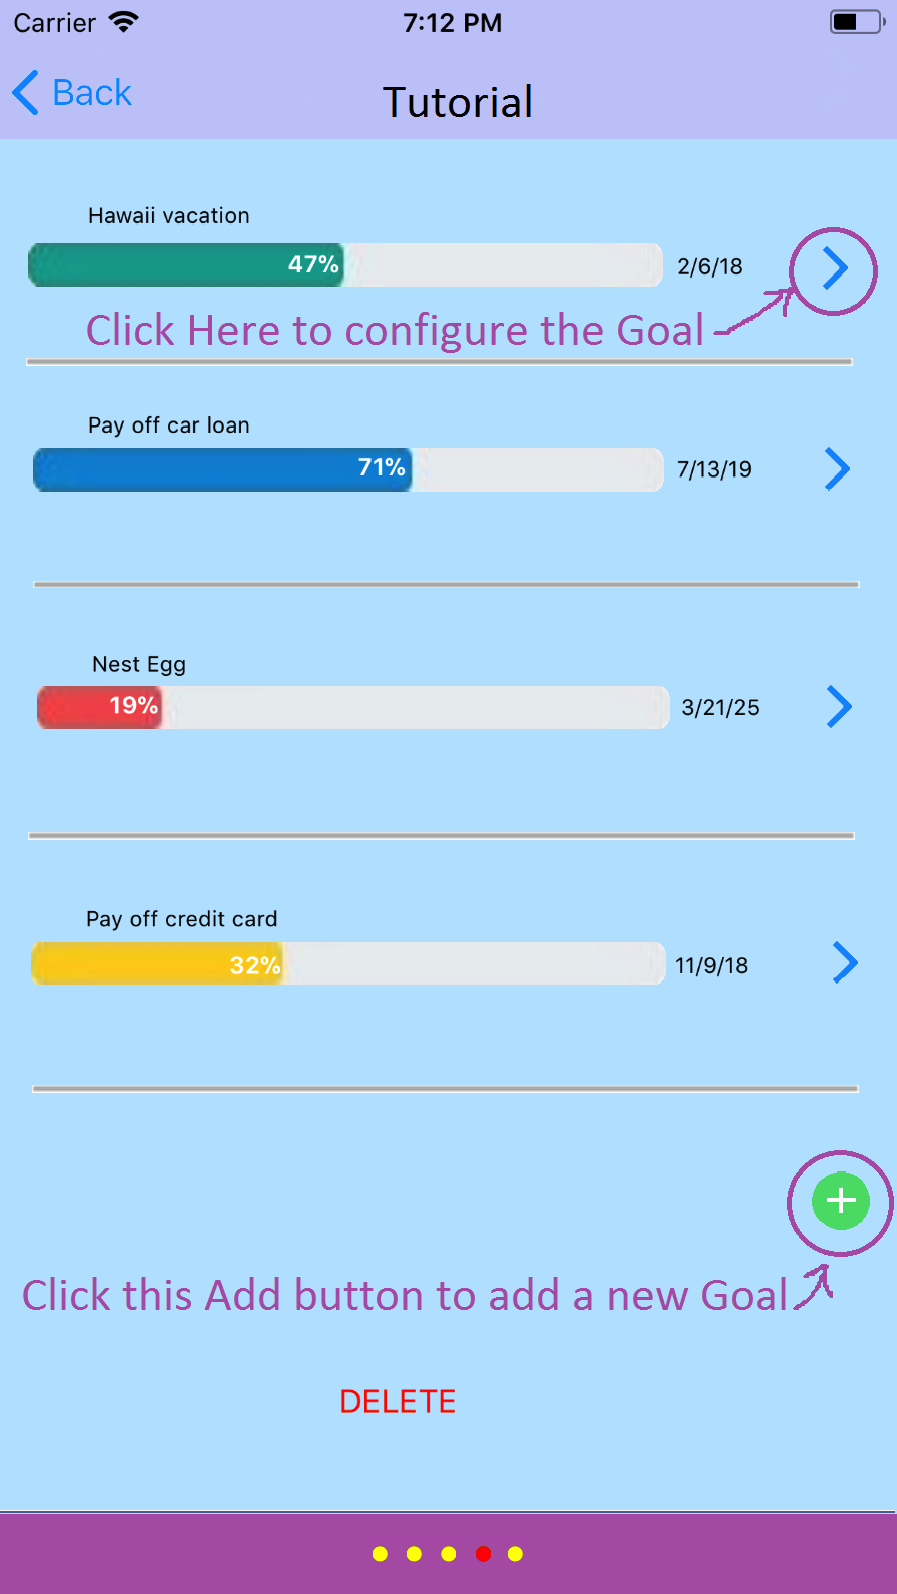 Carrier 7:12 PM
Back Tutorial
Hawaii vacation
47% 2/6/18
Click Here to configure the Goal
Pay off car loan
71% 7/13/19
Nest Egg
19% 3/21/25
Pay off credit card
32% 11/9/18
Click this Add button to add a new Goal
DELETE